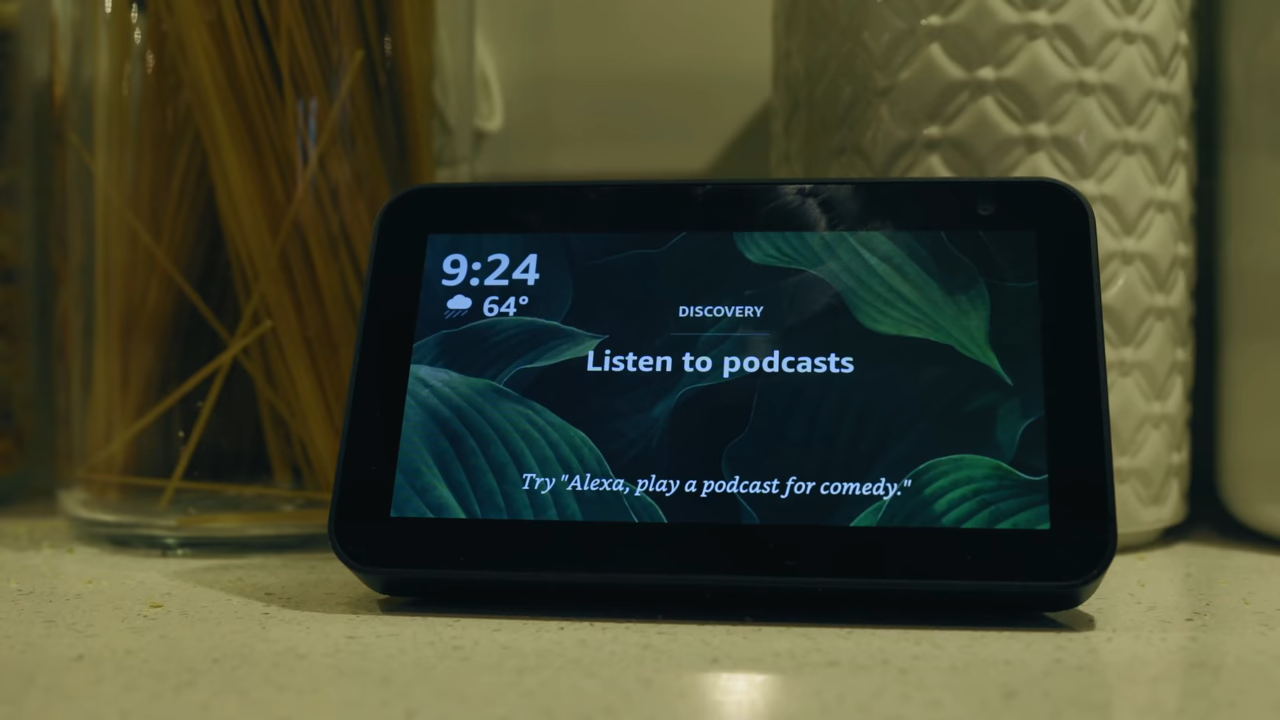 9:24
64°
DISCOVERY
Listen to podcasts
Try "Alexa, play a podcast for comedy."